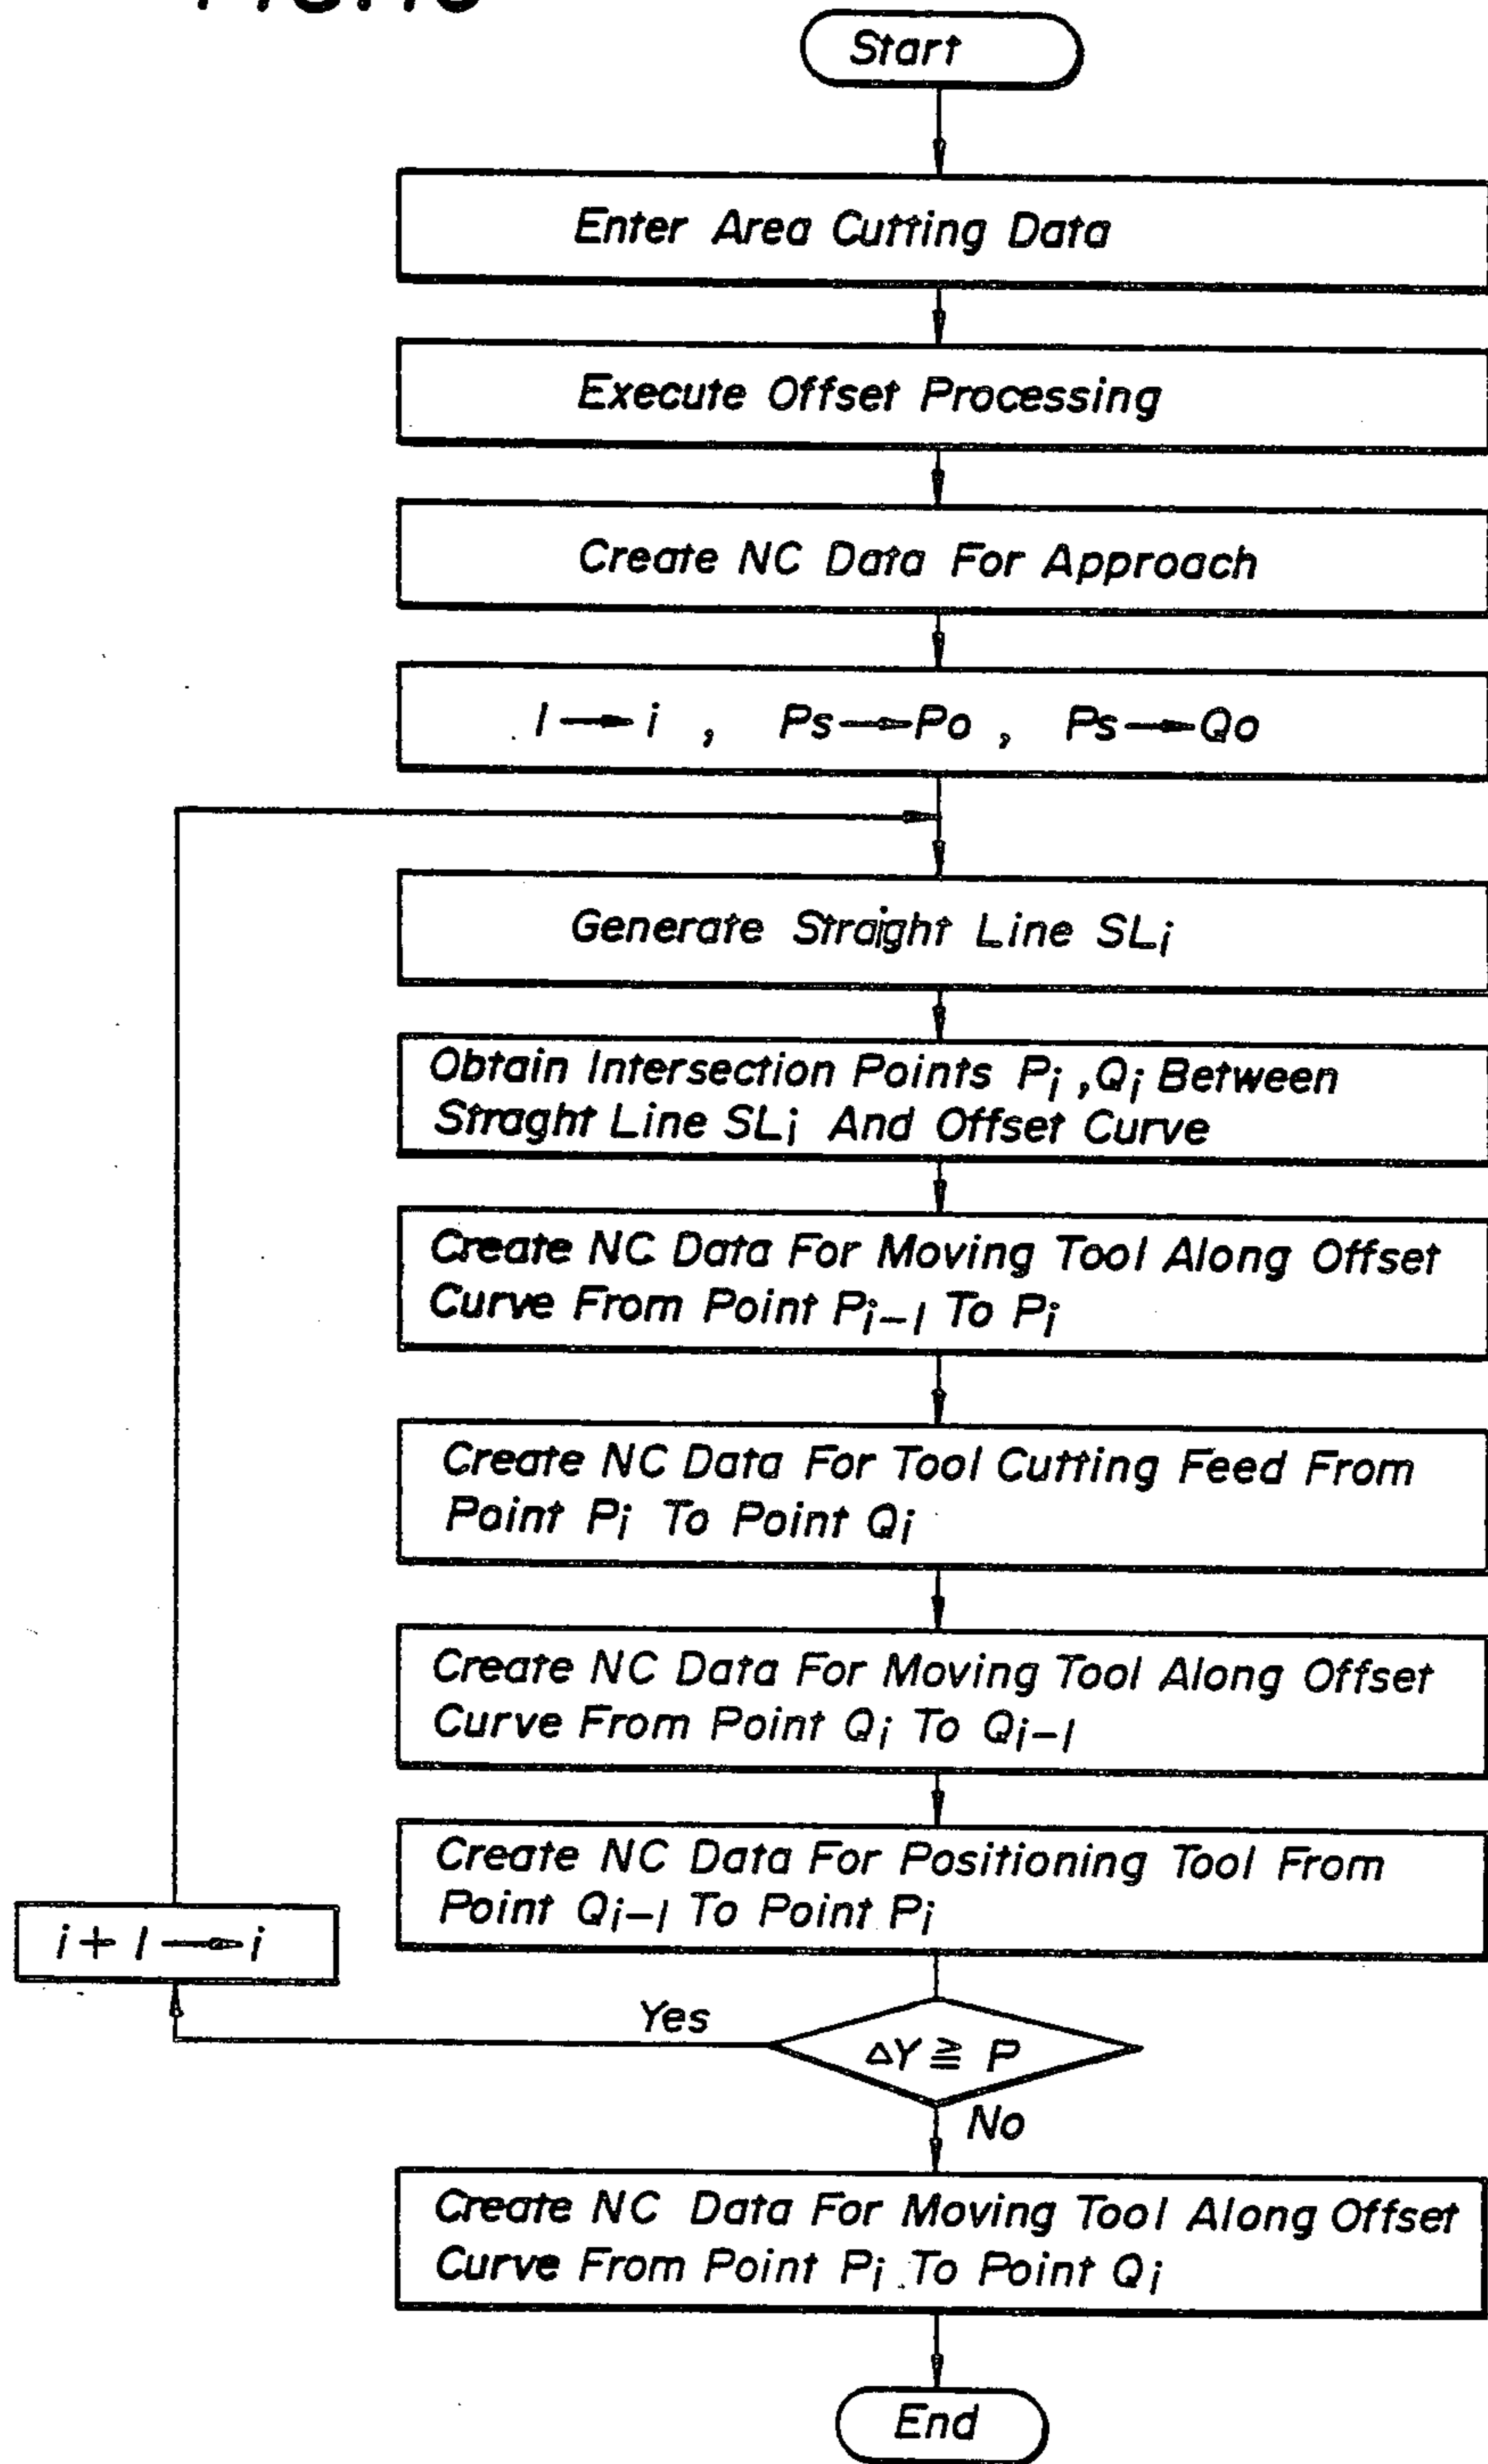 Start
Enter Area Cutting Data
Execute Offset Processing
Create NC Data For Approach
1 → i , Ps → Po , Ps → Qo
Generate Straight Line SLi
Obtain Intersection Points Pi ,Qi Between
Straght Line SLi And Offset Curve
Create NC Data For Moving Tool Along Offset
Curve From Point Pi-1 To Pi
Create NC Data For Tool Cutting Feed From
Point Pi To Point Qi
Create NC Data For Moving Tool Along Offset
Curve From Point Qi To Qi-1
Create NC Data For Positioning Tool From
Point Qi-1 To Point Pi
i + 1 → i
Yes
ΔY ≧ P
No
Create NC Data For Moving Tool Along Offset
Curve From Point Pi To Point Qi
End